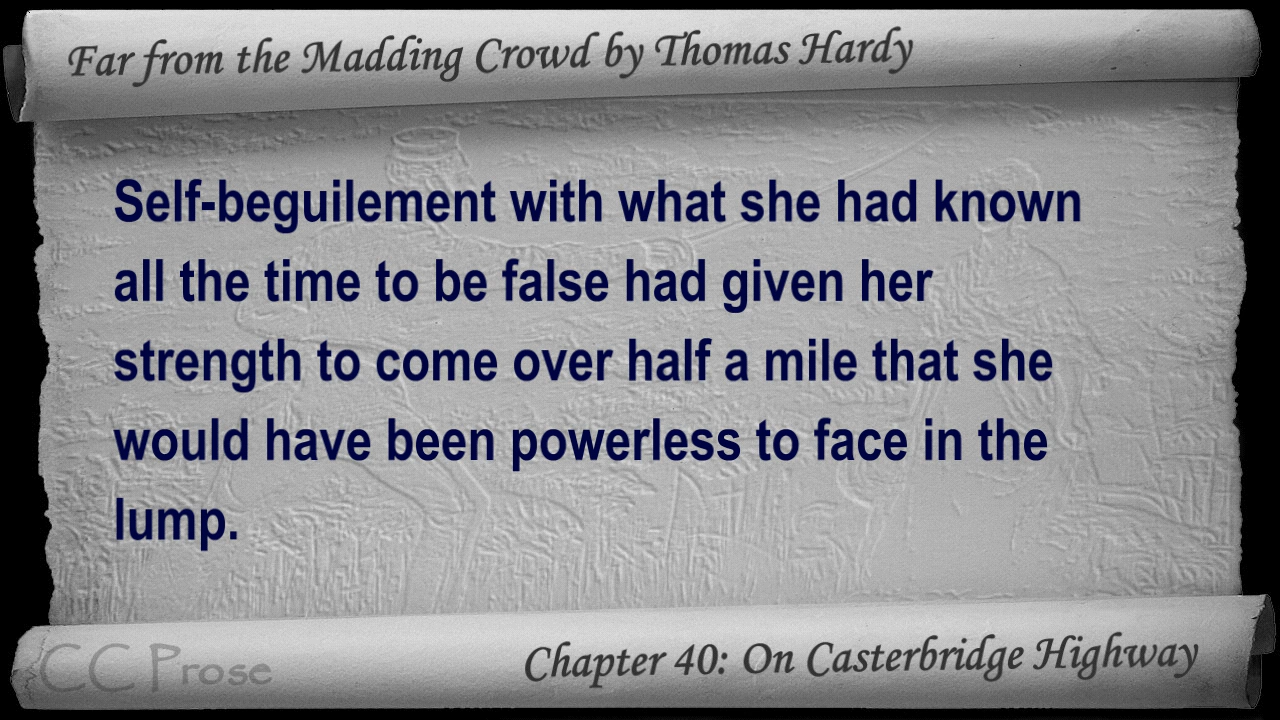 Far from the Madding Crowd by Thomas Hardy
Self-beguilement with what she had known
all the time to be false had given her
strength to come over half a mile that she
would have been powerless to face in the
lump.
CC Prose
Chapter 40: On Casterbridge Highway